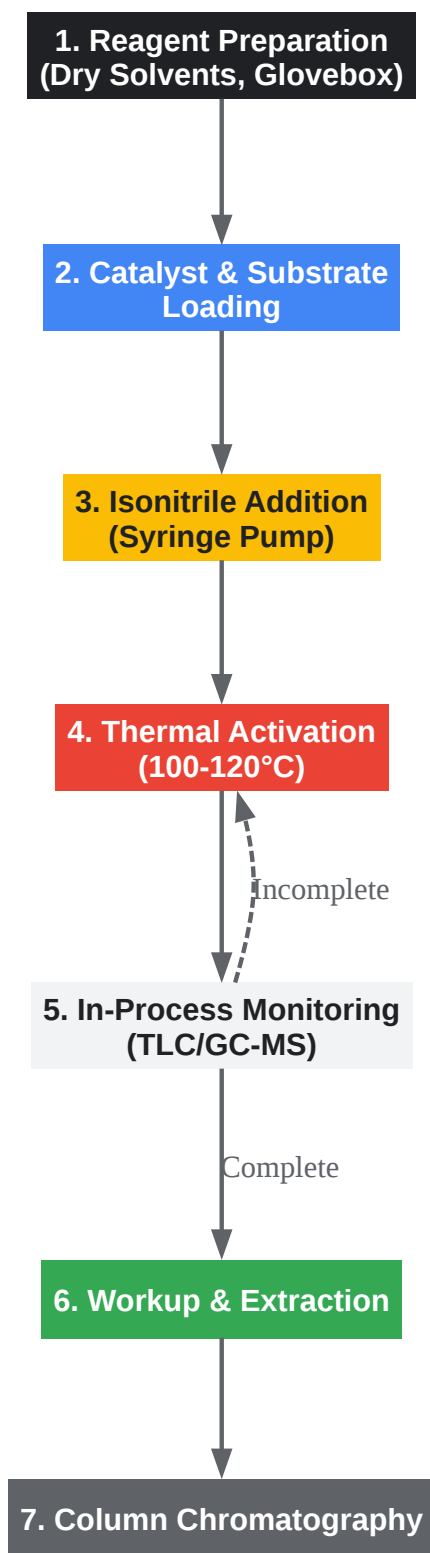 1. Reagent Preparation
(Dry Solvents, Glovebox)
2. Catalyst & Substrate
Loading
3. Isonitrile Addition
(Syringe Pump)
4. Thermal Activation
(100-120°C)
Incomplete
5. In-Process Monitoring
(TLC/GC-MS)
Complete
6. Workup & Extraction
7. Column Chromatography